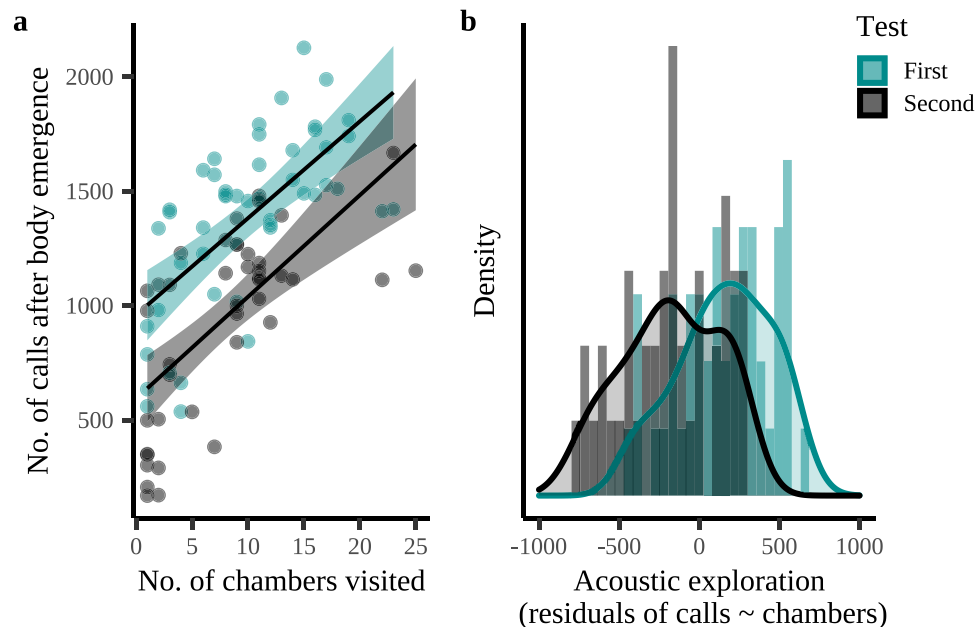 a
No. of calls after body emergence
2000
1500
1000
500
0 5 10 15 20 25
No. of chambers visited
b
Density
-1000 -500 0 500 1000
Acoustic exploration
(residuals of calls ~ chambers)
Test
First
Second